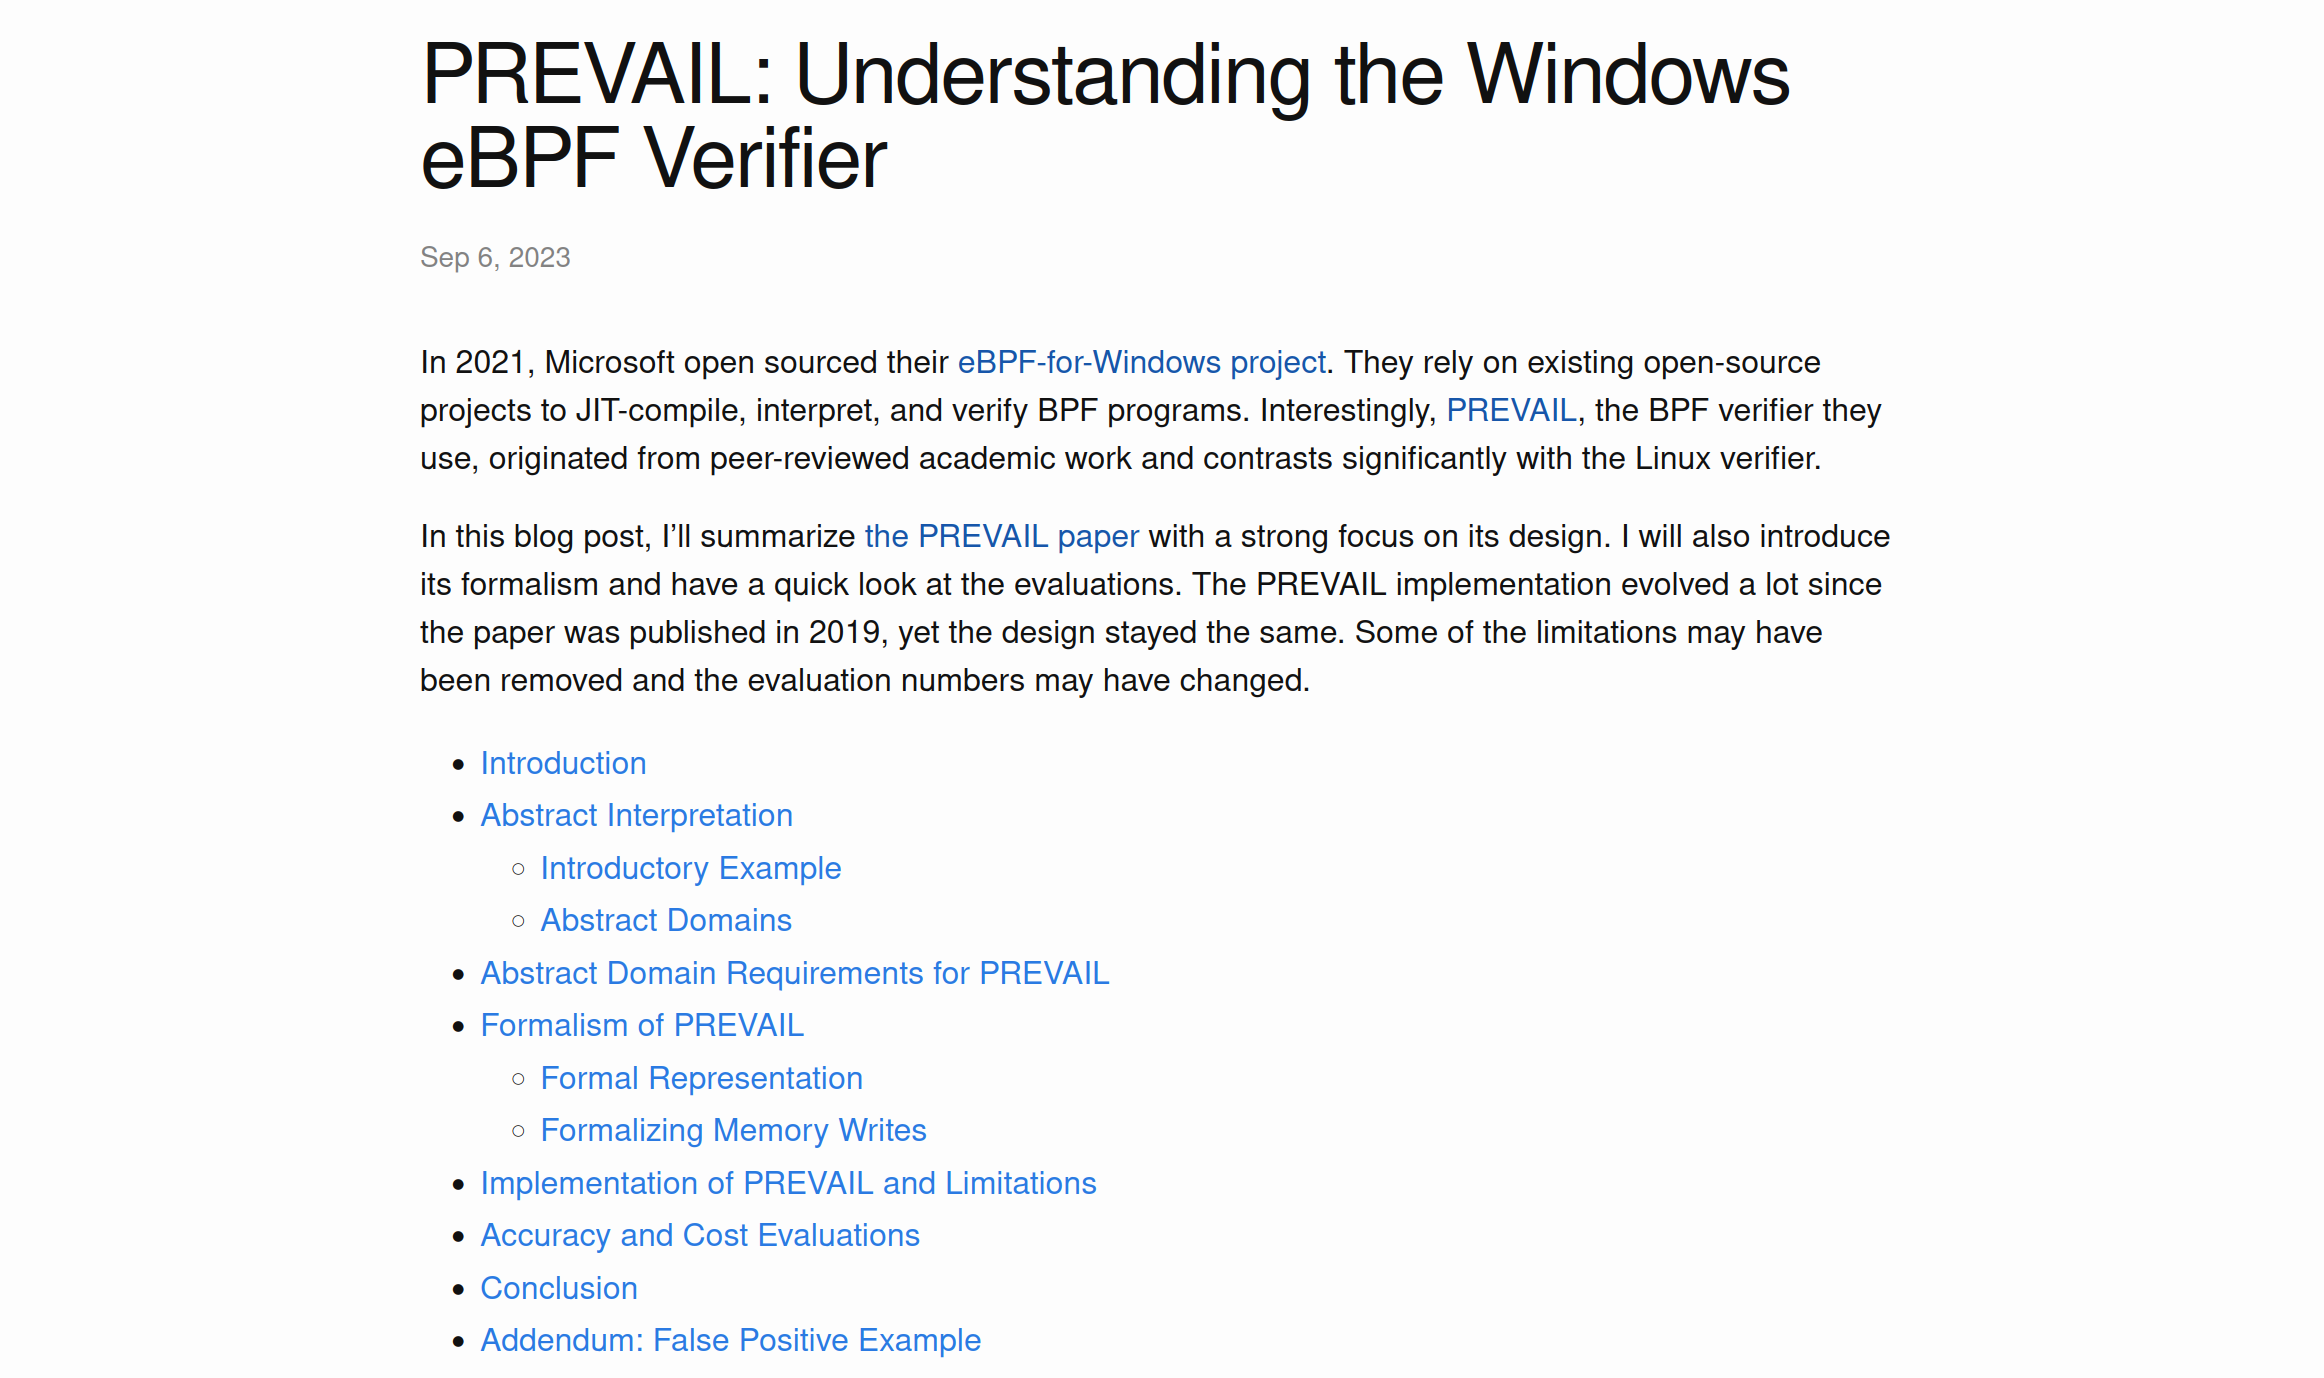 PREVAIL: Understanding the Windows
eBPF Verifier
Sep 6, 2023
In 2021, Microsoft open sourced their eBPF-for-Windows project. They rely on existing open-source
projects to JIT-compile, interpret, and verify BPF programs. Interestingly, PREVAIL, the BPF verifier they
use, originated from peer-reviewed academic work and contrasts significantly with the Linux verifier.
In this blog post, I’ll summarize the PREVAIL paper with a strong focus on its design. I will also introduce
its formalism and have a quick look at the evaluations. The PREVAIL implementation evolved a lot since
the paper was published in 2019, yet the design stayed the same. Some of the limitations may have
been removed and the evaluation numbers may have changed.
• Introduction
• Abstract Interpretation
◦ Introductory Example
◦ Abstract Domains
• Abstract Domain Requirements for PREVAIL
• Formalism of PREVAIL
◦ Formal Representation
◦ Formalizing Memory Writes
• Implementation of PREVAIL and Limitations
• Accuracy and Cost Evaluations
• Conclusion
• Addendum: False Positive Example